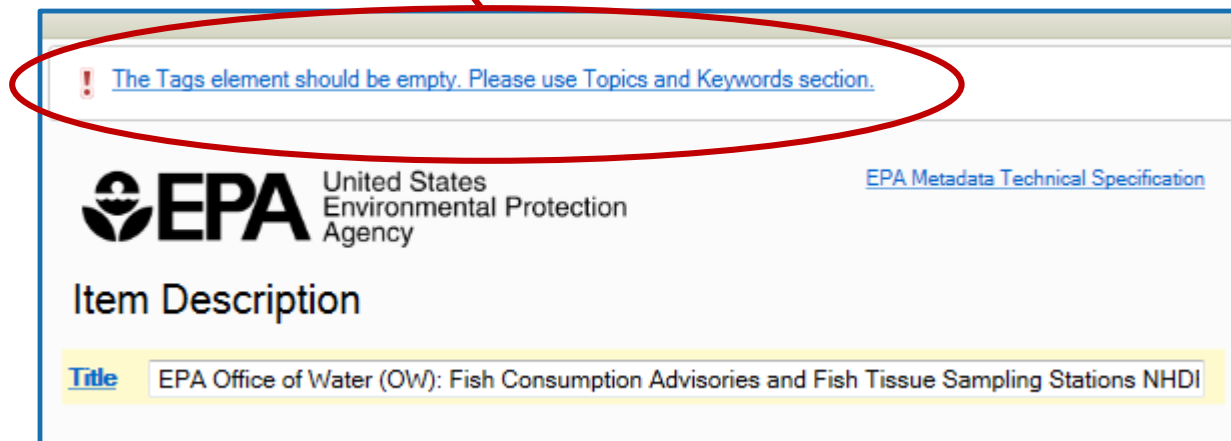 ! The Tags element should be empty. Please use Topics and Keywords section.
EPA United States
Environmental Protection
Agency
EPA Metadata Technical Specification
Item Description
Title EPA Office of Water (OW): Fish Consumption Advisories and Fish Tissue Sampling Stations NHDI